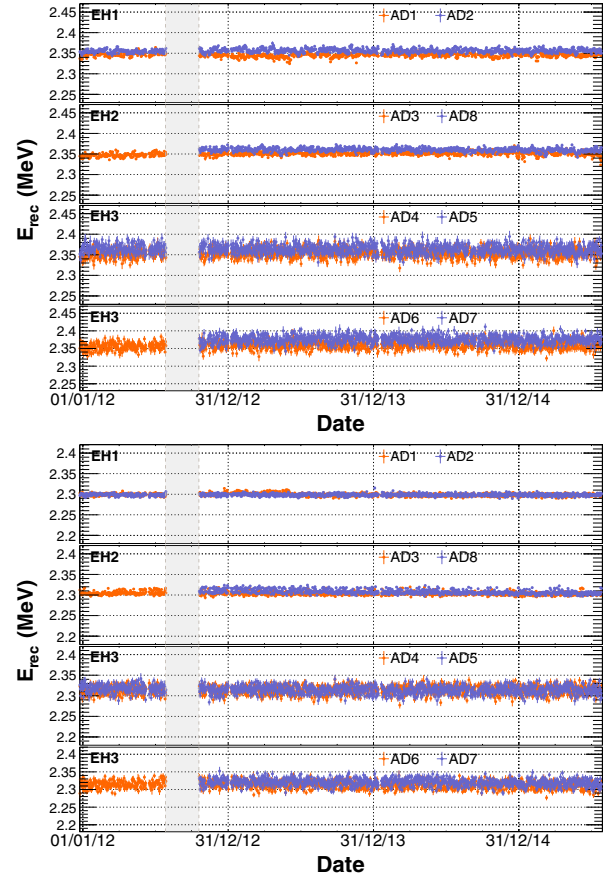 2.45
EH1
AD1 AD2
2.4
2.35
2.3
2.25
2.45
EH2
AD3 AD8
2.4
2.35
2.3
2.25
E_rec (MeV)
2.45
EH3
AD4 AD5
2.4
2.35
2.3
2.25
2.45
EH3
AD6 AD7
2.4
2.35
2.3
2.25
01/01/12 31/12/12 31/12/13 31/12/14
Date
2.4
EH1
AD1 AD2
2.35
2.3
2.25
2.2
2.4
EH2
AD3 AD8
2.35
2.3
2.25
2.2
E_rec (MeV)
2.4
EH3
AD4 AD5
2.35
2.3
2.25
2.2
2.4
EH3
AD6 AD7
2.35
2.3
2.25
2.2
01/01/12 31/12/12 31/12/13 31/12/14
Date